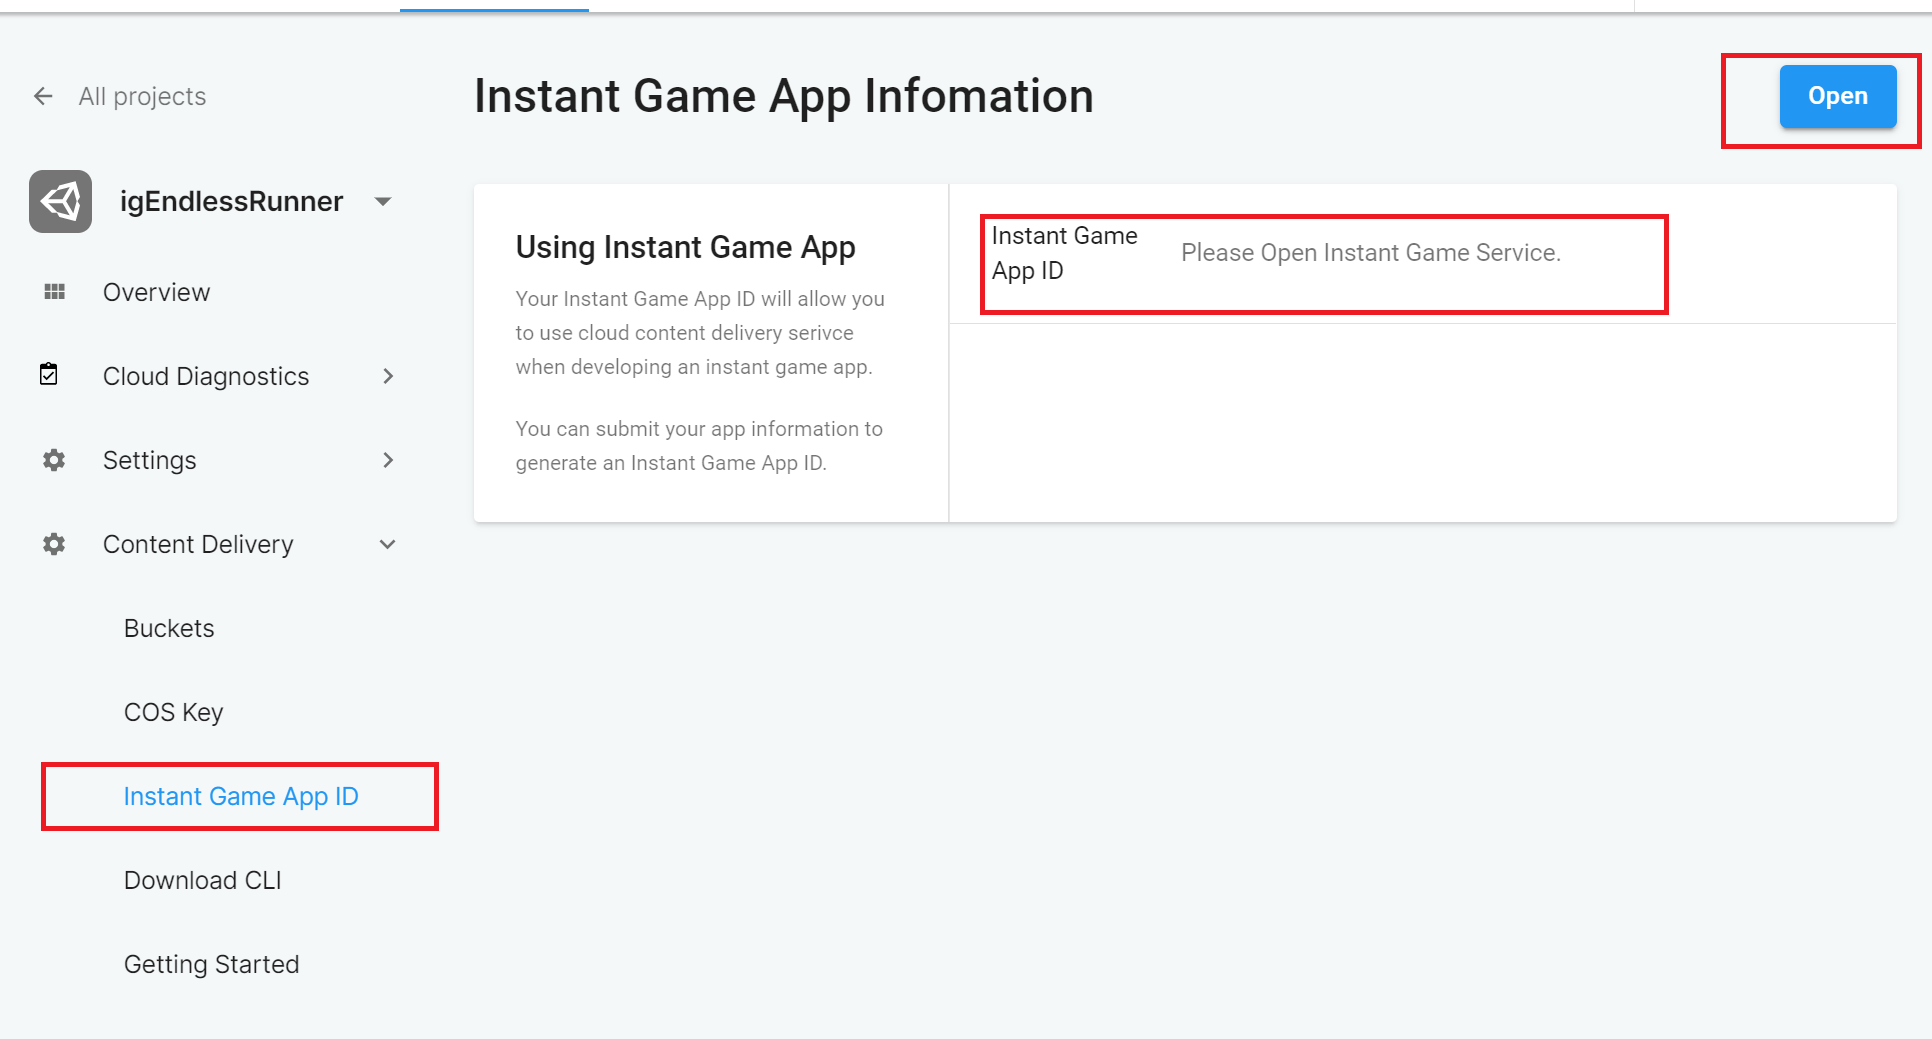 All projects
Instant Game App Infomation
Open
igEndlessRunner
Overview
Cloud Diagnostics
Settings
Content Delivery
Buckets
COS Key
Instant Game App ID
Download CLI
Getting Started
Using Instant Game App
Your Instant Game App ID will allow you
to use cloud content delivery serivce
when developing an instant game app.
You can submit your app information to
generate an Instant Game App ID.
Instant Game
App ID
Please Open Instant Game Service.